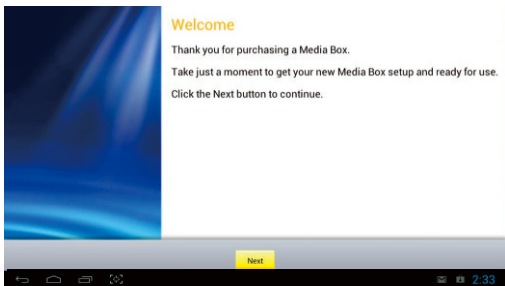 Welcome
Thank you for purchasing a Media Box.
Take just a moment to get your new Media Box setup and ready for use.
Click the Next button to continue.
Next
2:33